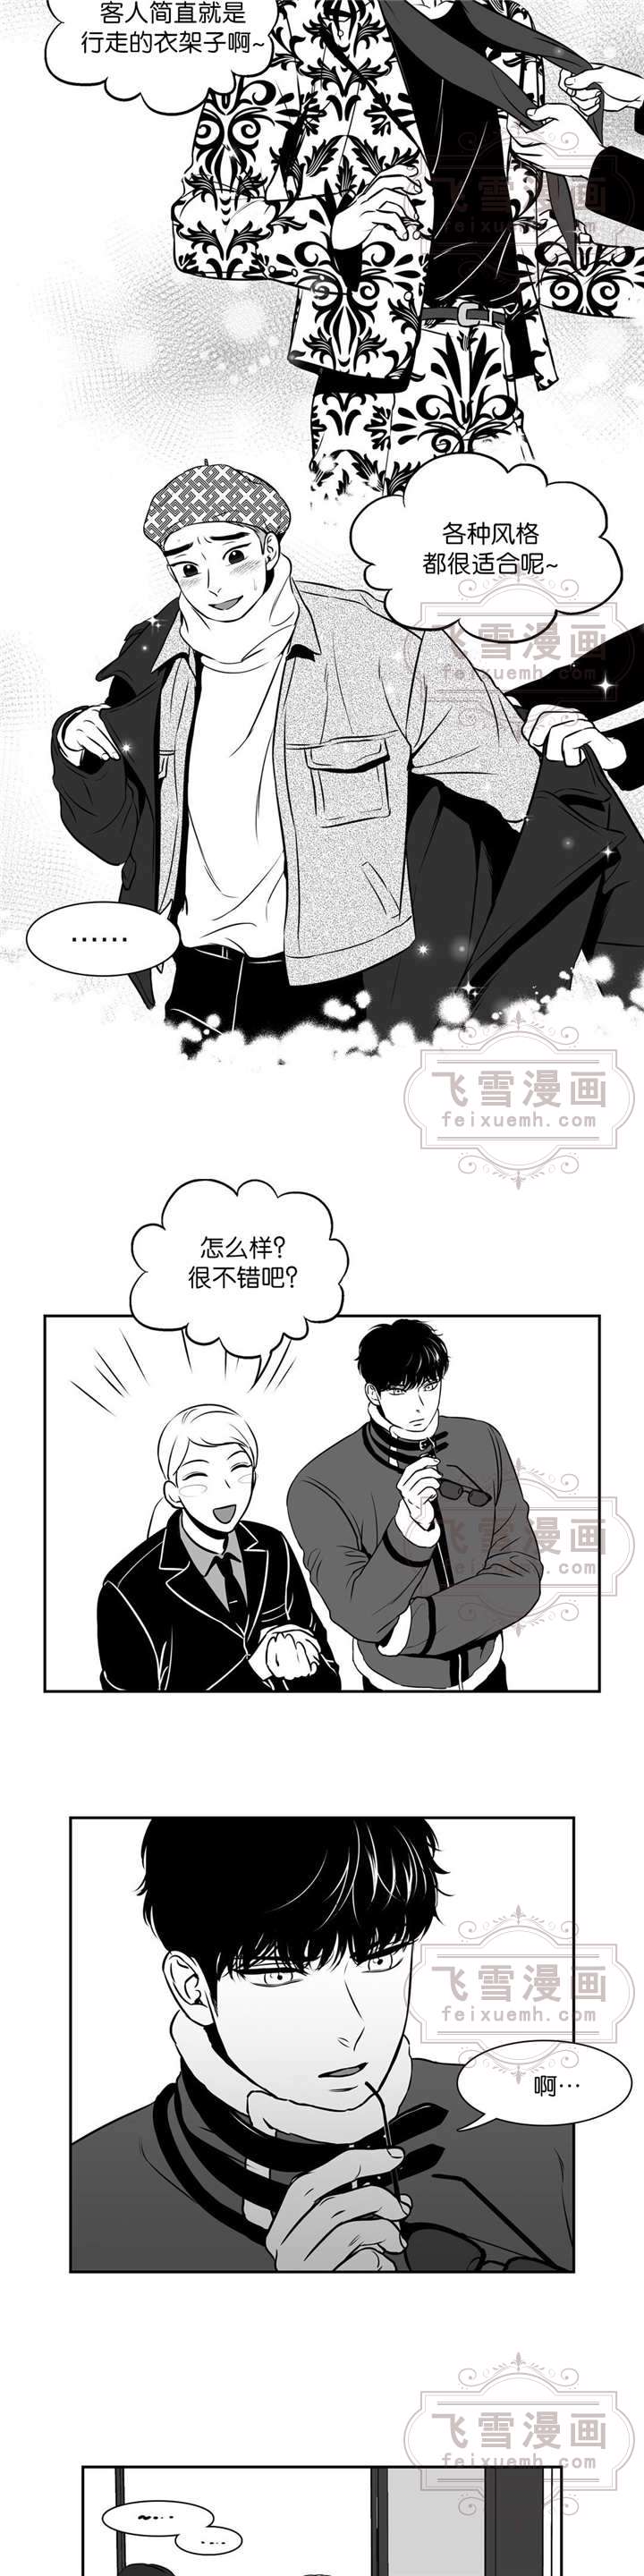 客人简直就是
行走的衣架子啊~
飞雪漫画
feixuemh.com
各种风格
都很适合呢~
飞雪漫画
feixuemh.com
……
飞雪漫画
feixuemh.com
怎么样?
很不错吧?
飞雪漫画
feixuemh.com
飞雪漫画
feixuemh.com
啊…
飞雪漫画
feixuemh.com
~…
…